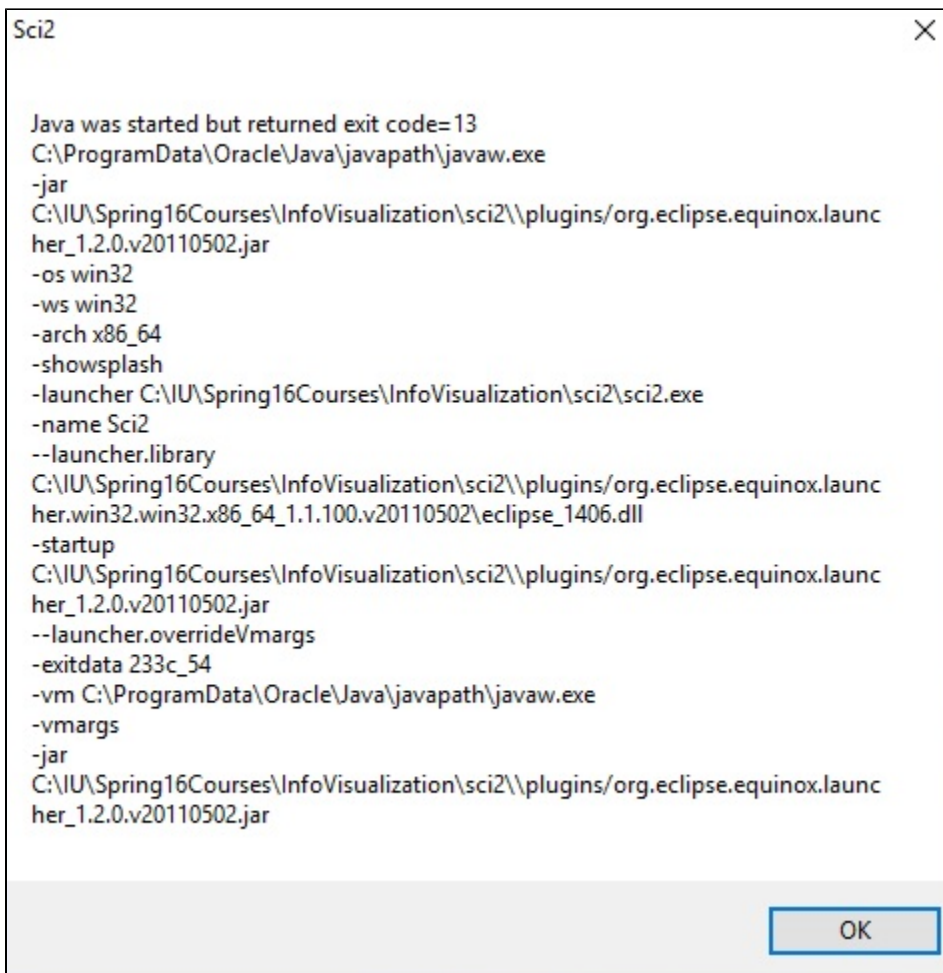 Sci2
Java was started but returned exit code=13
C:\ProgramData\Oracle\Java\javapath\javaw.exe
-jar
C:\IU\Spring16Courses\InfoVisualization\sci2\\plugins/org.eclipse.equinox.launc
her_1.2.0.v20110502.jar
-os win32
-ws win32
-arch x86_64
-showsplash
-launcher C:\IU\Spring16Courses\InfoVisualization\sci2\sci2.exe
-name Sci2
--launcher.library
C:\IU\Spring16Courses\InfoVisualization\sci2\\plugins/org.eclipse.equinox.launc
her.win32.win32.x86_64_1.1.100.v20110502\eclipse_1406.dll
-startup
C:\IU\Spring16Courses\InfoVisualization\sci2\\plugins/org.eclipse.equinox.launc
her_1.2.0.v20110502.jar
--launcher.overrideVmargs
-exitdata 233c_54
-vm C:\ProgramData\Oracle\Java\javapath\javaw.exe
-vmargs
-jar
C:\IU\Spring16Courses\InfoVisualization\sci2\\plugins/org.eclipse.equinox.launc
her_1.2.0.v20110502.jar
OK